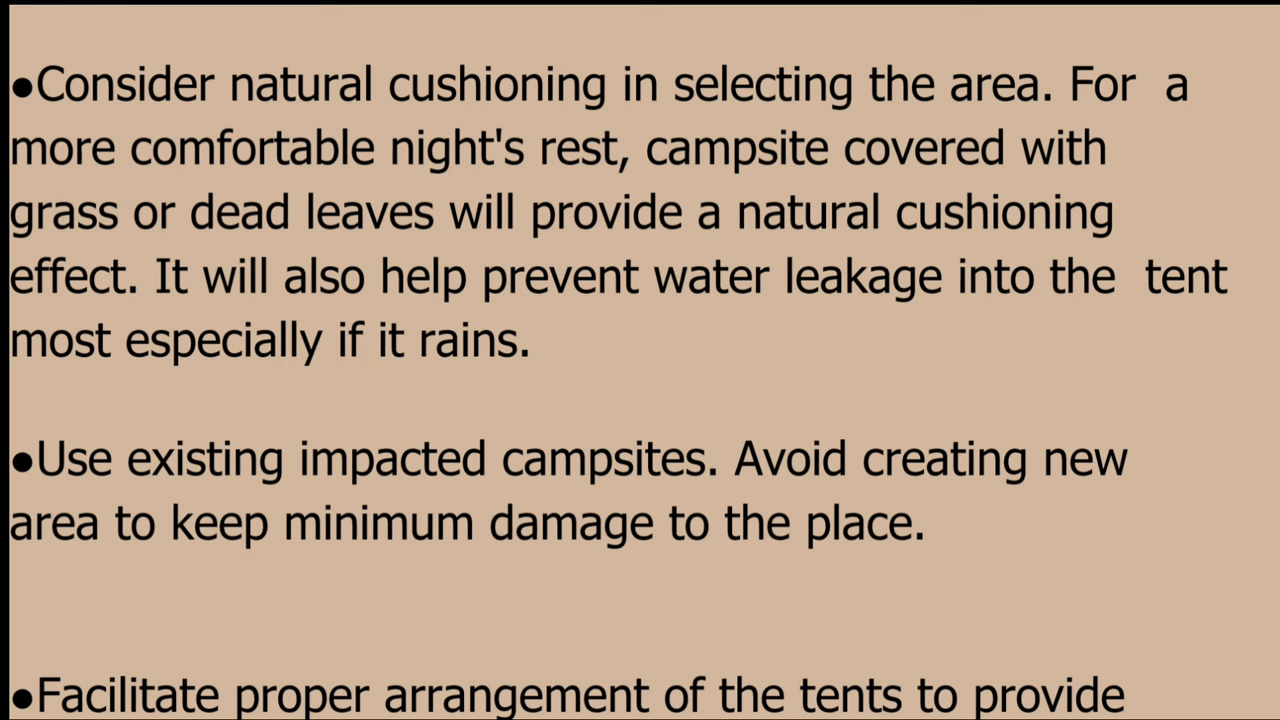 ●Consider natural cushioning in selecting the area. For  a
more comfortable night's rest, campsite covered with
grass or dead leaves will provide a natural cushioning
effect. It will also help prevent water leakage into the  tent
most especially if it rains.
●Use existing impacted campsites. Avoid creating new
area to keep minimum damage to the place.
●Facilitate proper arrangement of the tents to provide